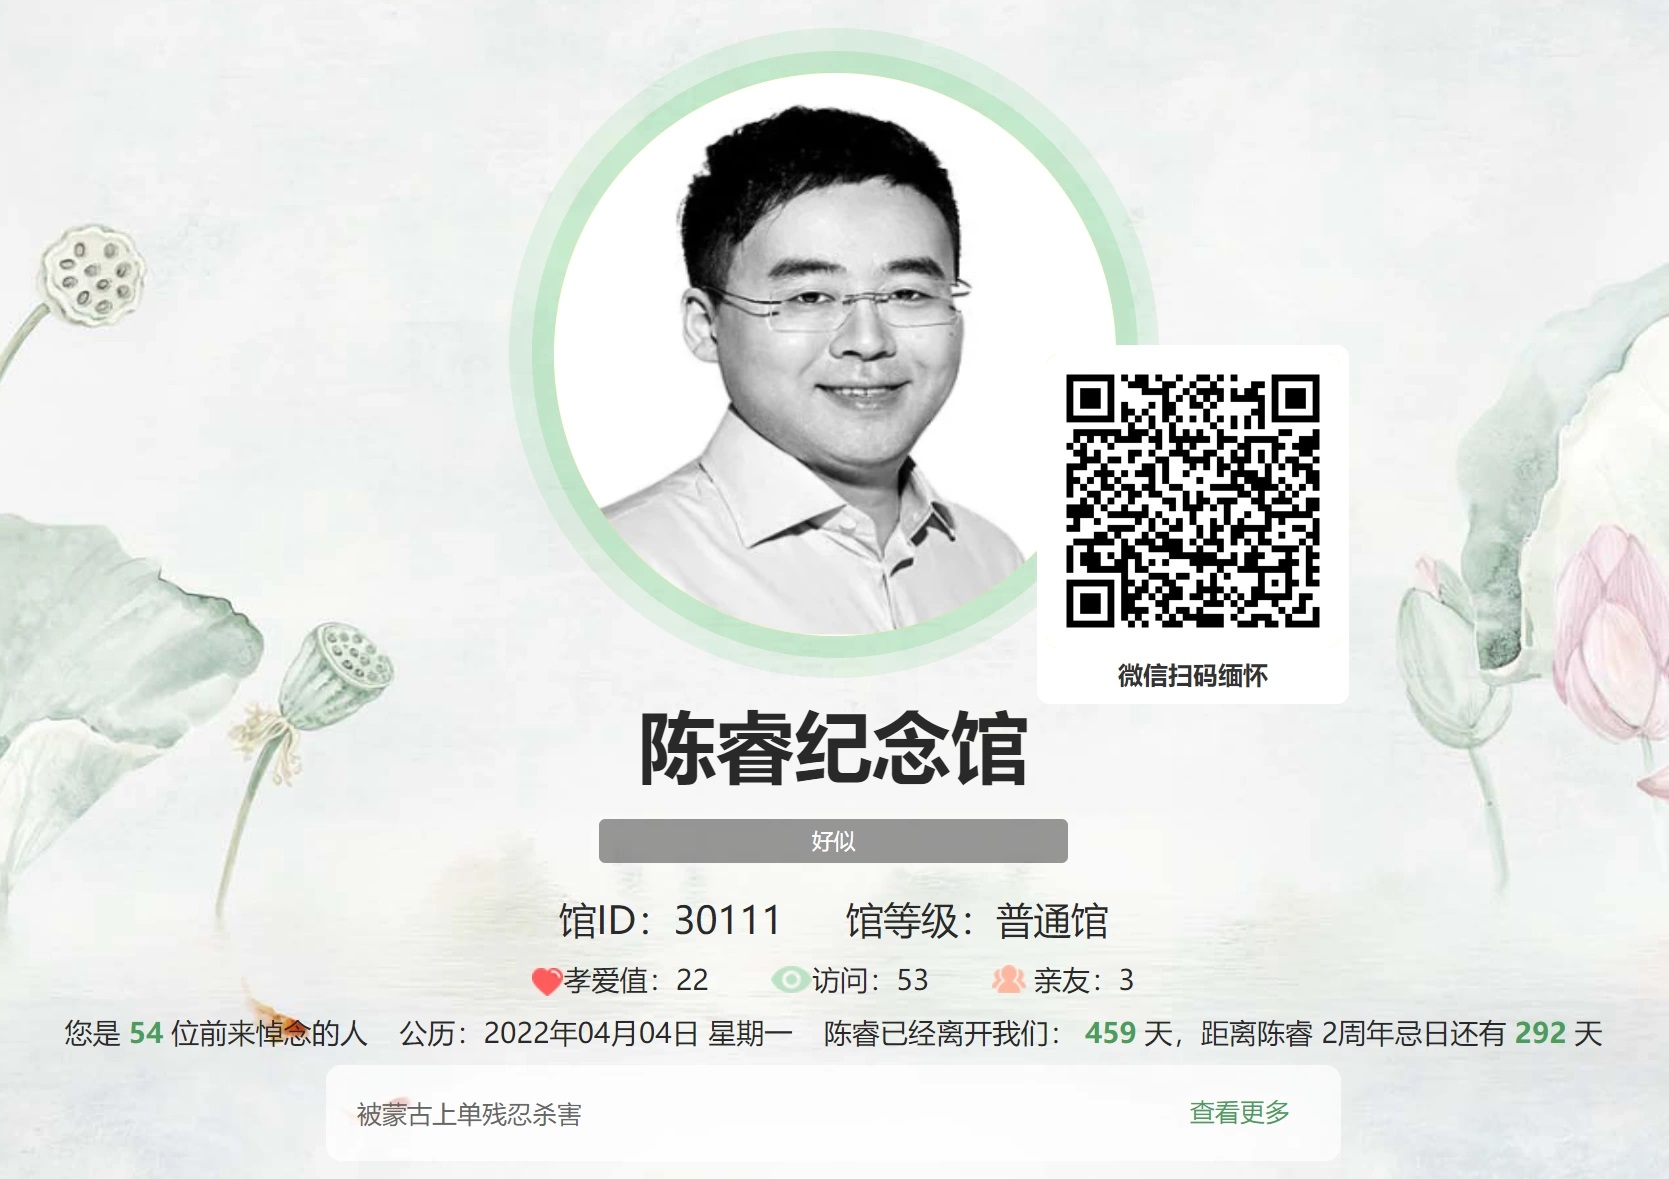 微信扫码缅怀
陈睿纪念馆
好似
馆ID：30111 馆等级：普通馆
孝爱值：22 访问：53 亲友：3
您是 54 位前来悼念的人 公历：2022年04月04日 星期一 陈睿已经离开我们： 459 天，距离陈睿 2周年忌日还有 292 天
被蒙古上单残忍杀害 查看更多